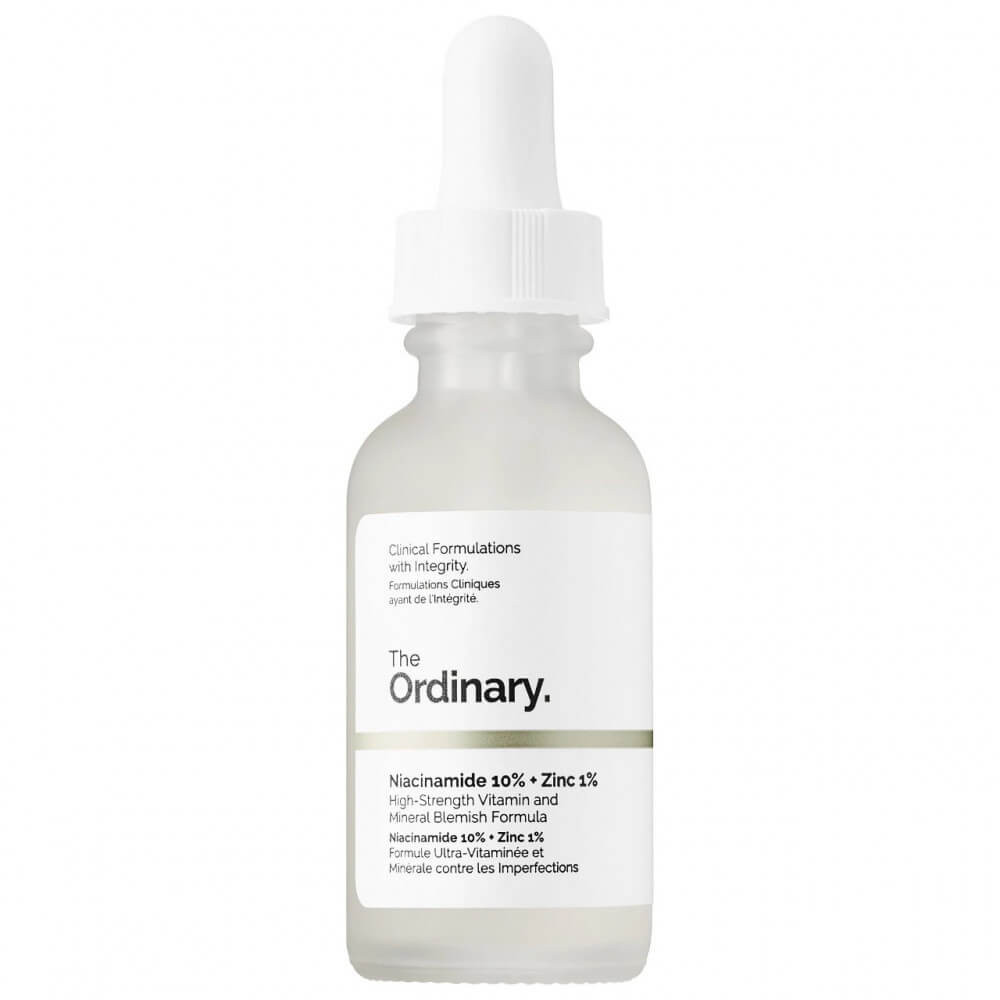 Clinical Formulations
with Integrity.
Formulations Cliniques
ayant de l'Intégrité.
The
Ordinary.
Niacinamide 10% + Zinc 1%
High-Strength Vitamin and
Mineral Blemish Formula
Niacinamide 10% + Zinc 1%
Formule Ultra-Vitaminée et
Minérale contre les Imperfections